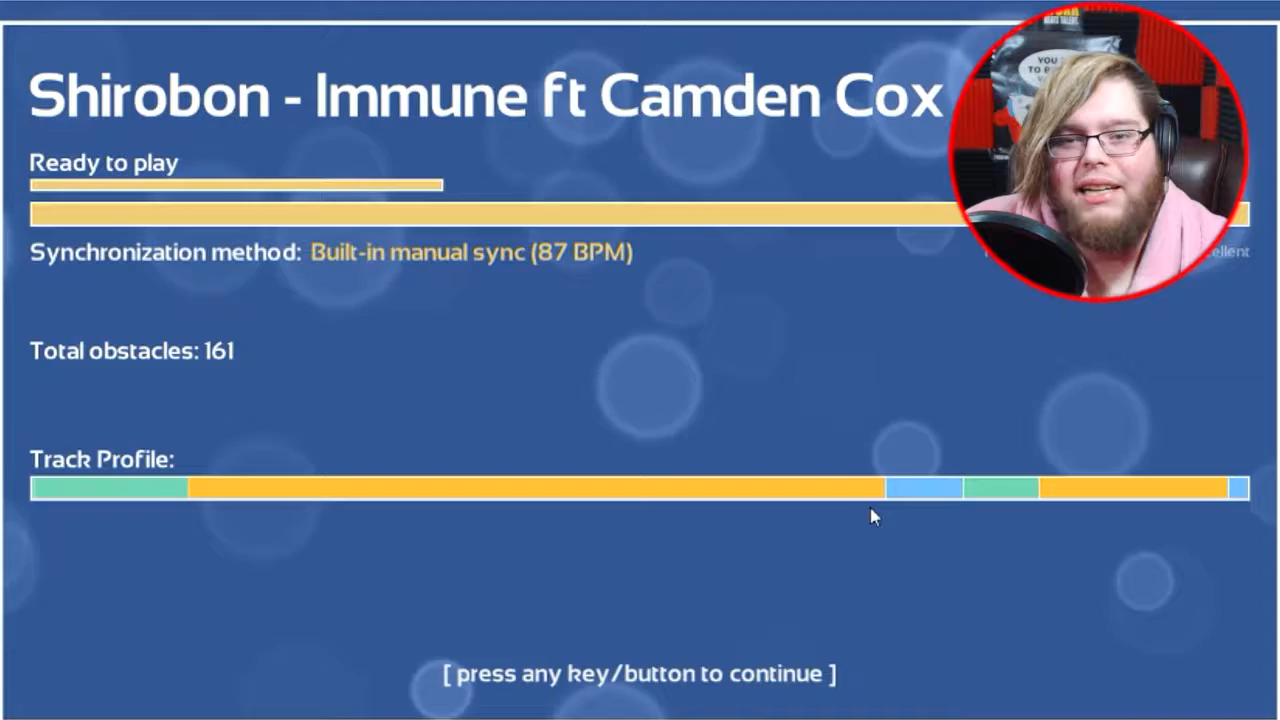 Shirobon - Immune ft Camden Cox
Ready to play
Synchronization method: Built-in manual sync (87 BPM)
Total obstacles: 161
Track Profile:
[ press any key/button to continue ]